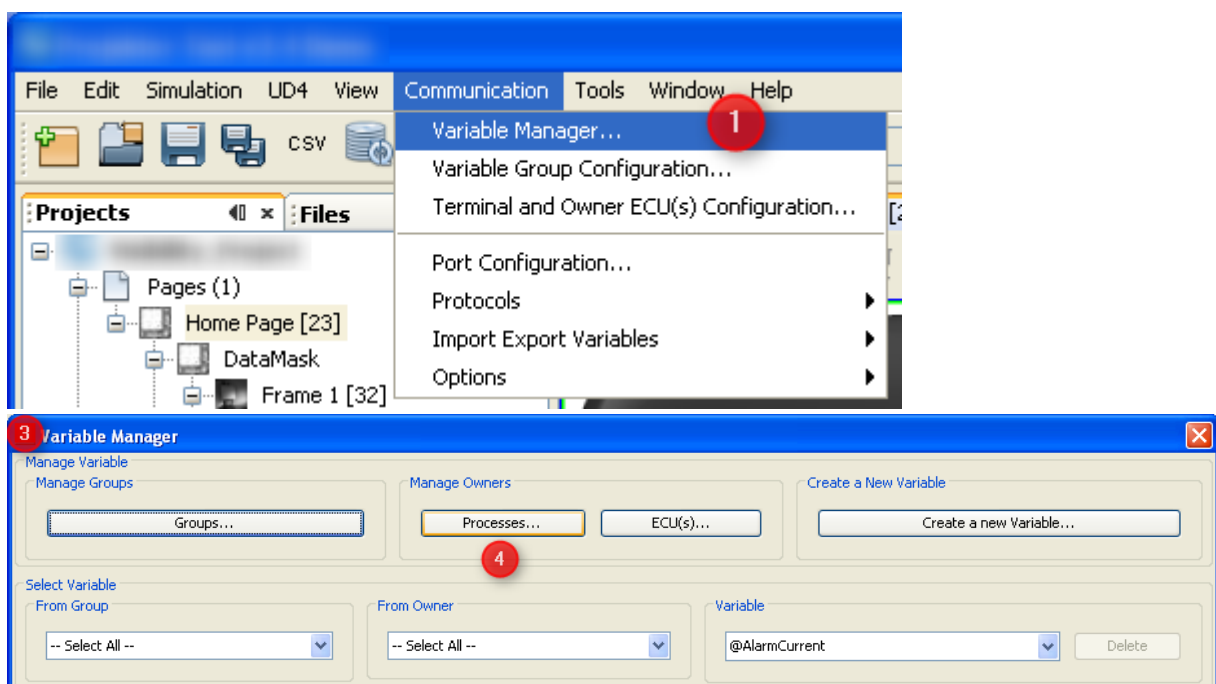 File Edit Simulation UD4 View Communication Tools Window Help
1
Variable Manager...
CSV
Variable Group Configuration...
Projects Files
Terminal and Owner ECU(s) Configuration...
Port Configuration...
Pages (1)
Protocols
Home Page [23]
Import Export Variables
DataMask
Options
Frame 1 [32]
3 Variable Manager
Manage Variable
Manage Groups Manage Owners Create a New Variable
Groups... Processes... ECU(s)... Create a new Variable...
4
Select Variable
From Group From Owner Variable
-- Select All -- -- Select All -- @AlarmCurrent Delete